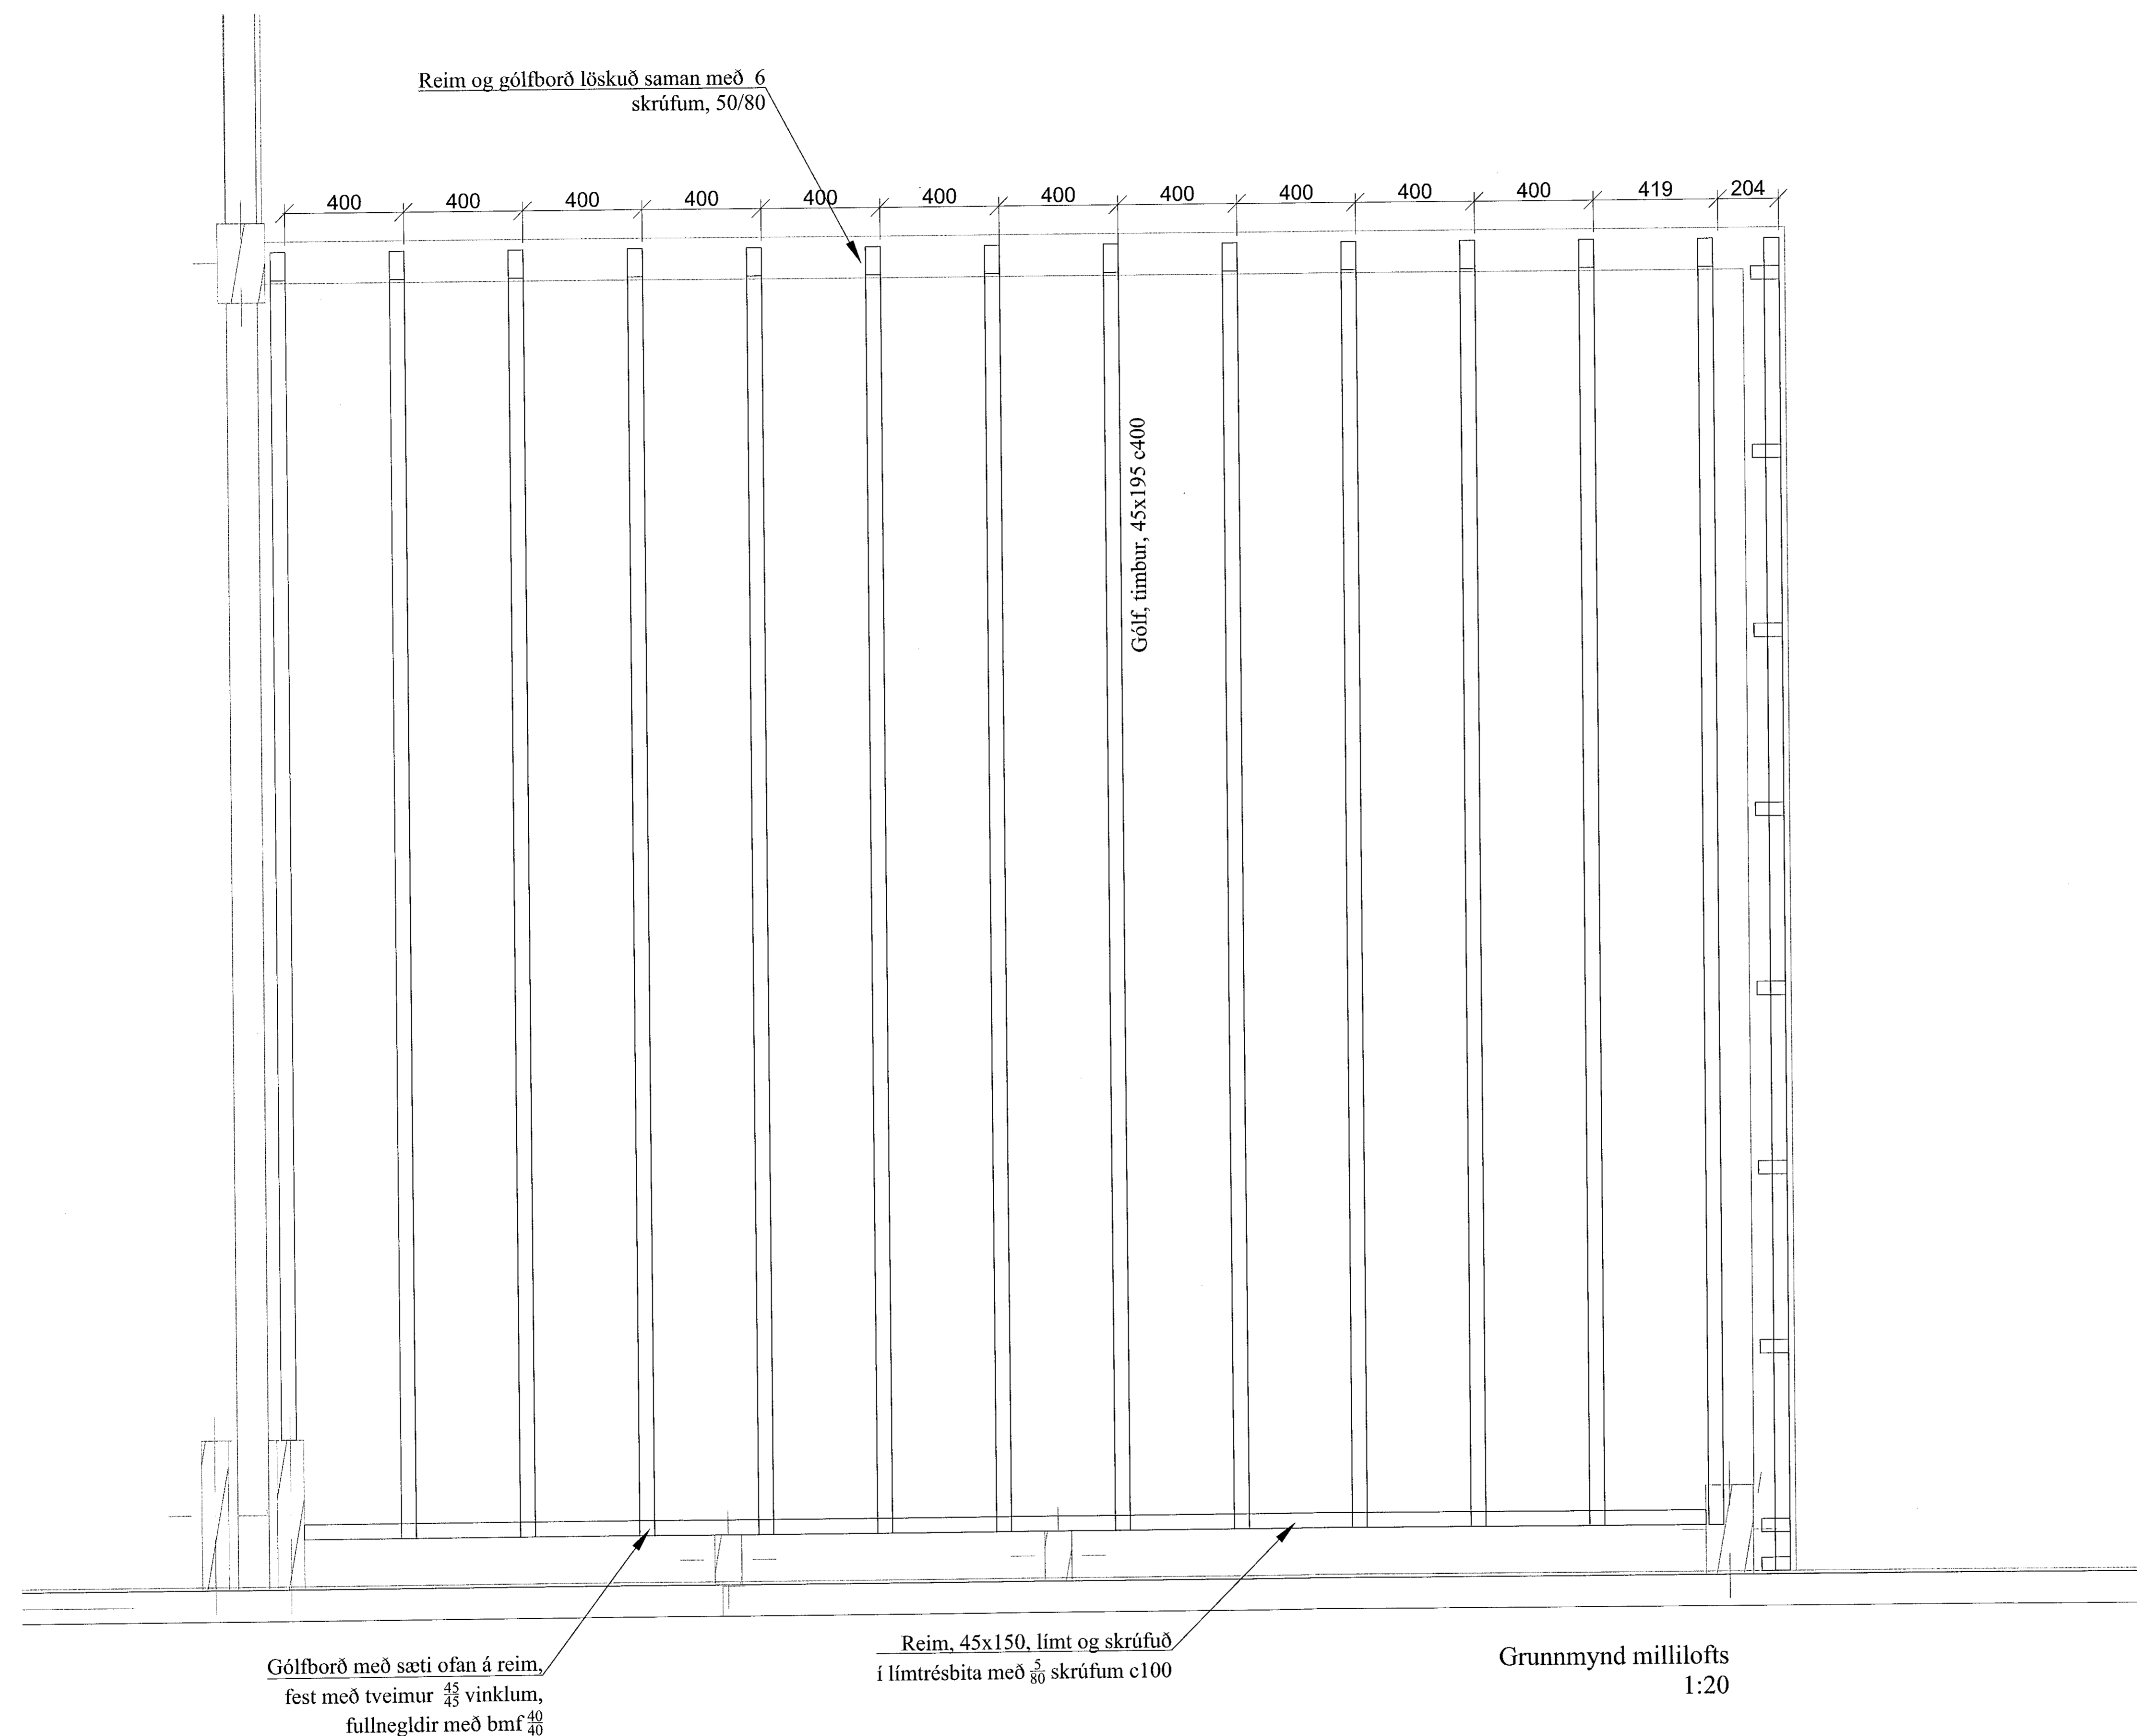 Reim og gólfborð löskuð saman með 6
skrúfum, 50/80
400 400 400 400 400 400 400 400 400 400 400 419 204
Gólf, timbur, 45x195 c400
Gólfborð með sæti ofan á reim,
fest með tveimur 45/45 vinklum,
fullnegldir með bmf 40/40
Reim, 45x150, límt og skrúfuð
í límtrésbita með 5/80 skrúfum c100
Grunnmynd millilofts
1:20